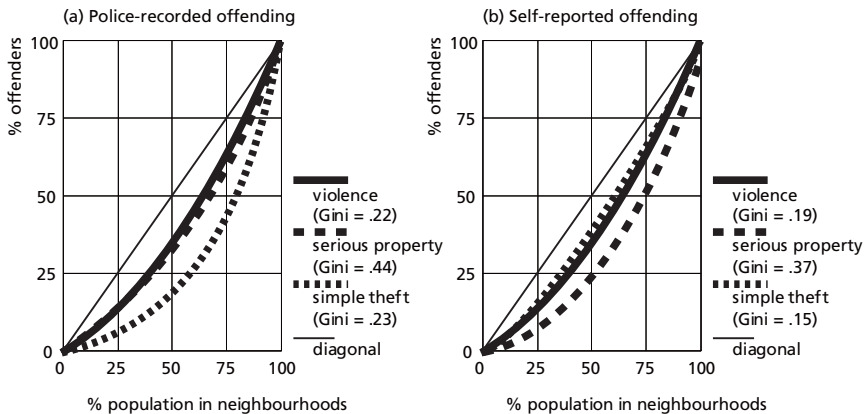 (a) Police-recorded offending
% offenders
100
75
50
25
0
0 25 50 75 100
% population in neighbourhoods
violence
(Gini = .22)
serious property
(Gini = .44)
simple theft
(Gini = .23)
diagonal
(b) Self-reported offending
% offenders
100
75
50
25
0
0 25 50 75 100
% population in neighbourhoods
violence
(Gini = .19)
serious property
(Gini = .37)
simple theft
(Gini = .15)
diagonal